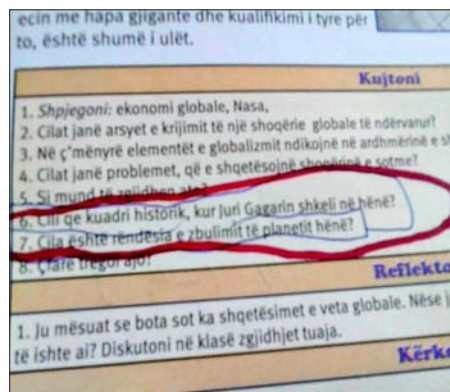 ecin me hapa gjigante dhe kualifikimi i tyre për
to, është shumë i ulët.
Kujtoni
1. Shpjegoni: ekonomi globale, Nasa,
2. Cilat janë arsyet e krijimit të një shoqërie globale të ndërvarur?
3. Në ç'mënyrë elementët e globalizmit ndikojnë në ardhmërinë e
4. Cilat janë problemet, që e shqetësojnë shoqërinë e sotme?
5. Si mund të zgjidhen ato?
6. Cili qe kuadri historik, kur Juri Gagarin shkeli në hënë?
7. Cila është rëndësia e zbulimit të planetit hënë?
8. Çfarë tregoi ajo?
Reflekto
1. Ju mësuat se bota sot ka shqetësimet e veta globale. Nëse
të ishte ai? Diskutoni në klasë zgjidhjet tuaja.
Kërk